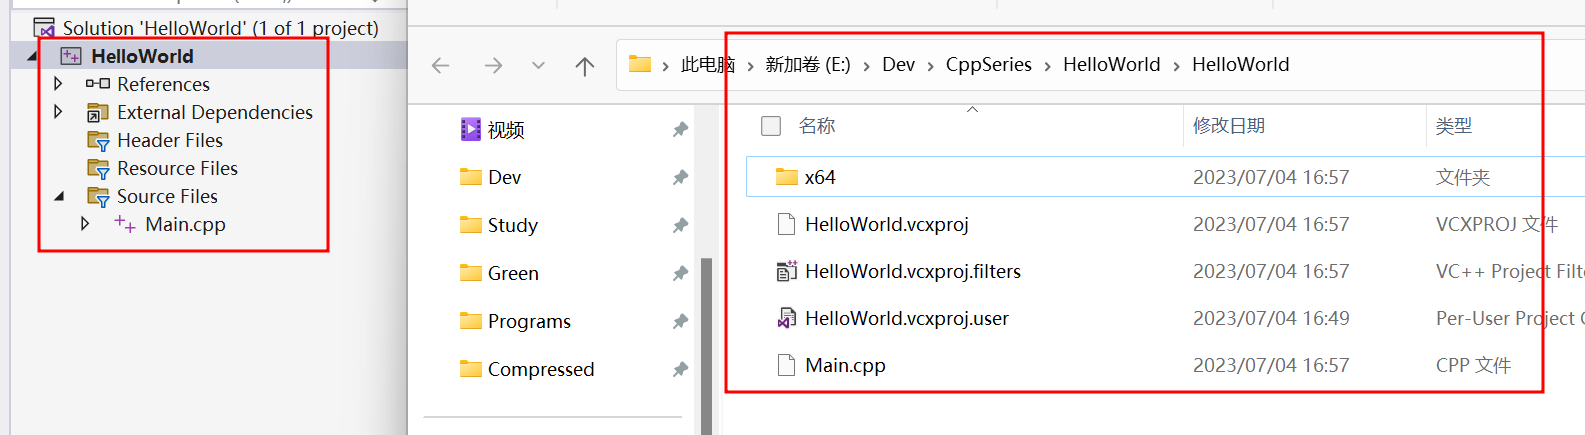 Solution 'HelloWorld' (1 of 1 project)
HelloWorld
References
External Dependencies
Header Files
Resource Files
Source Files
Main.cpp
此电脑 › 新加卷 (E:) › Dev › CppSeries › HelloWorld › HelloWorld
视频
Dev
Study
Green
Programs
Compressed
名称 修改日期 类型
x64 2023/07/04 16:57 文件夹
HelloWorld.vcxproj 2023/07/04 16:57 VCXPROJ 文件
HelloWorld.vcxproj.filters 2023/07/04 16:57 VC++ Project Filte
HelloWorld.vcxproj.user 2023/07/04 16:49 Per-User Project
Main.cpp 2023/07/04 16:57 CPP 文件